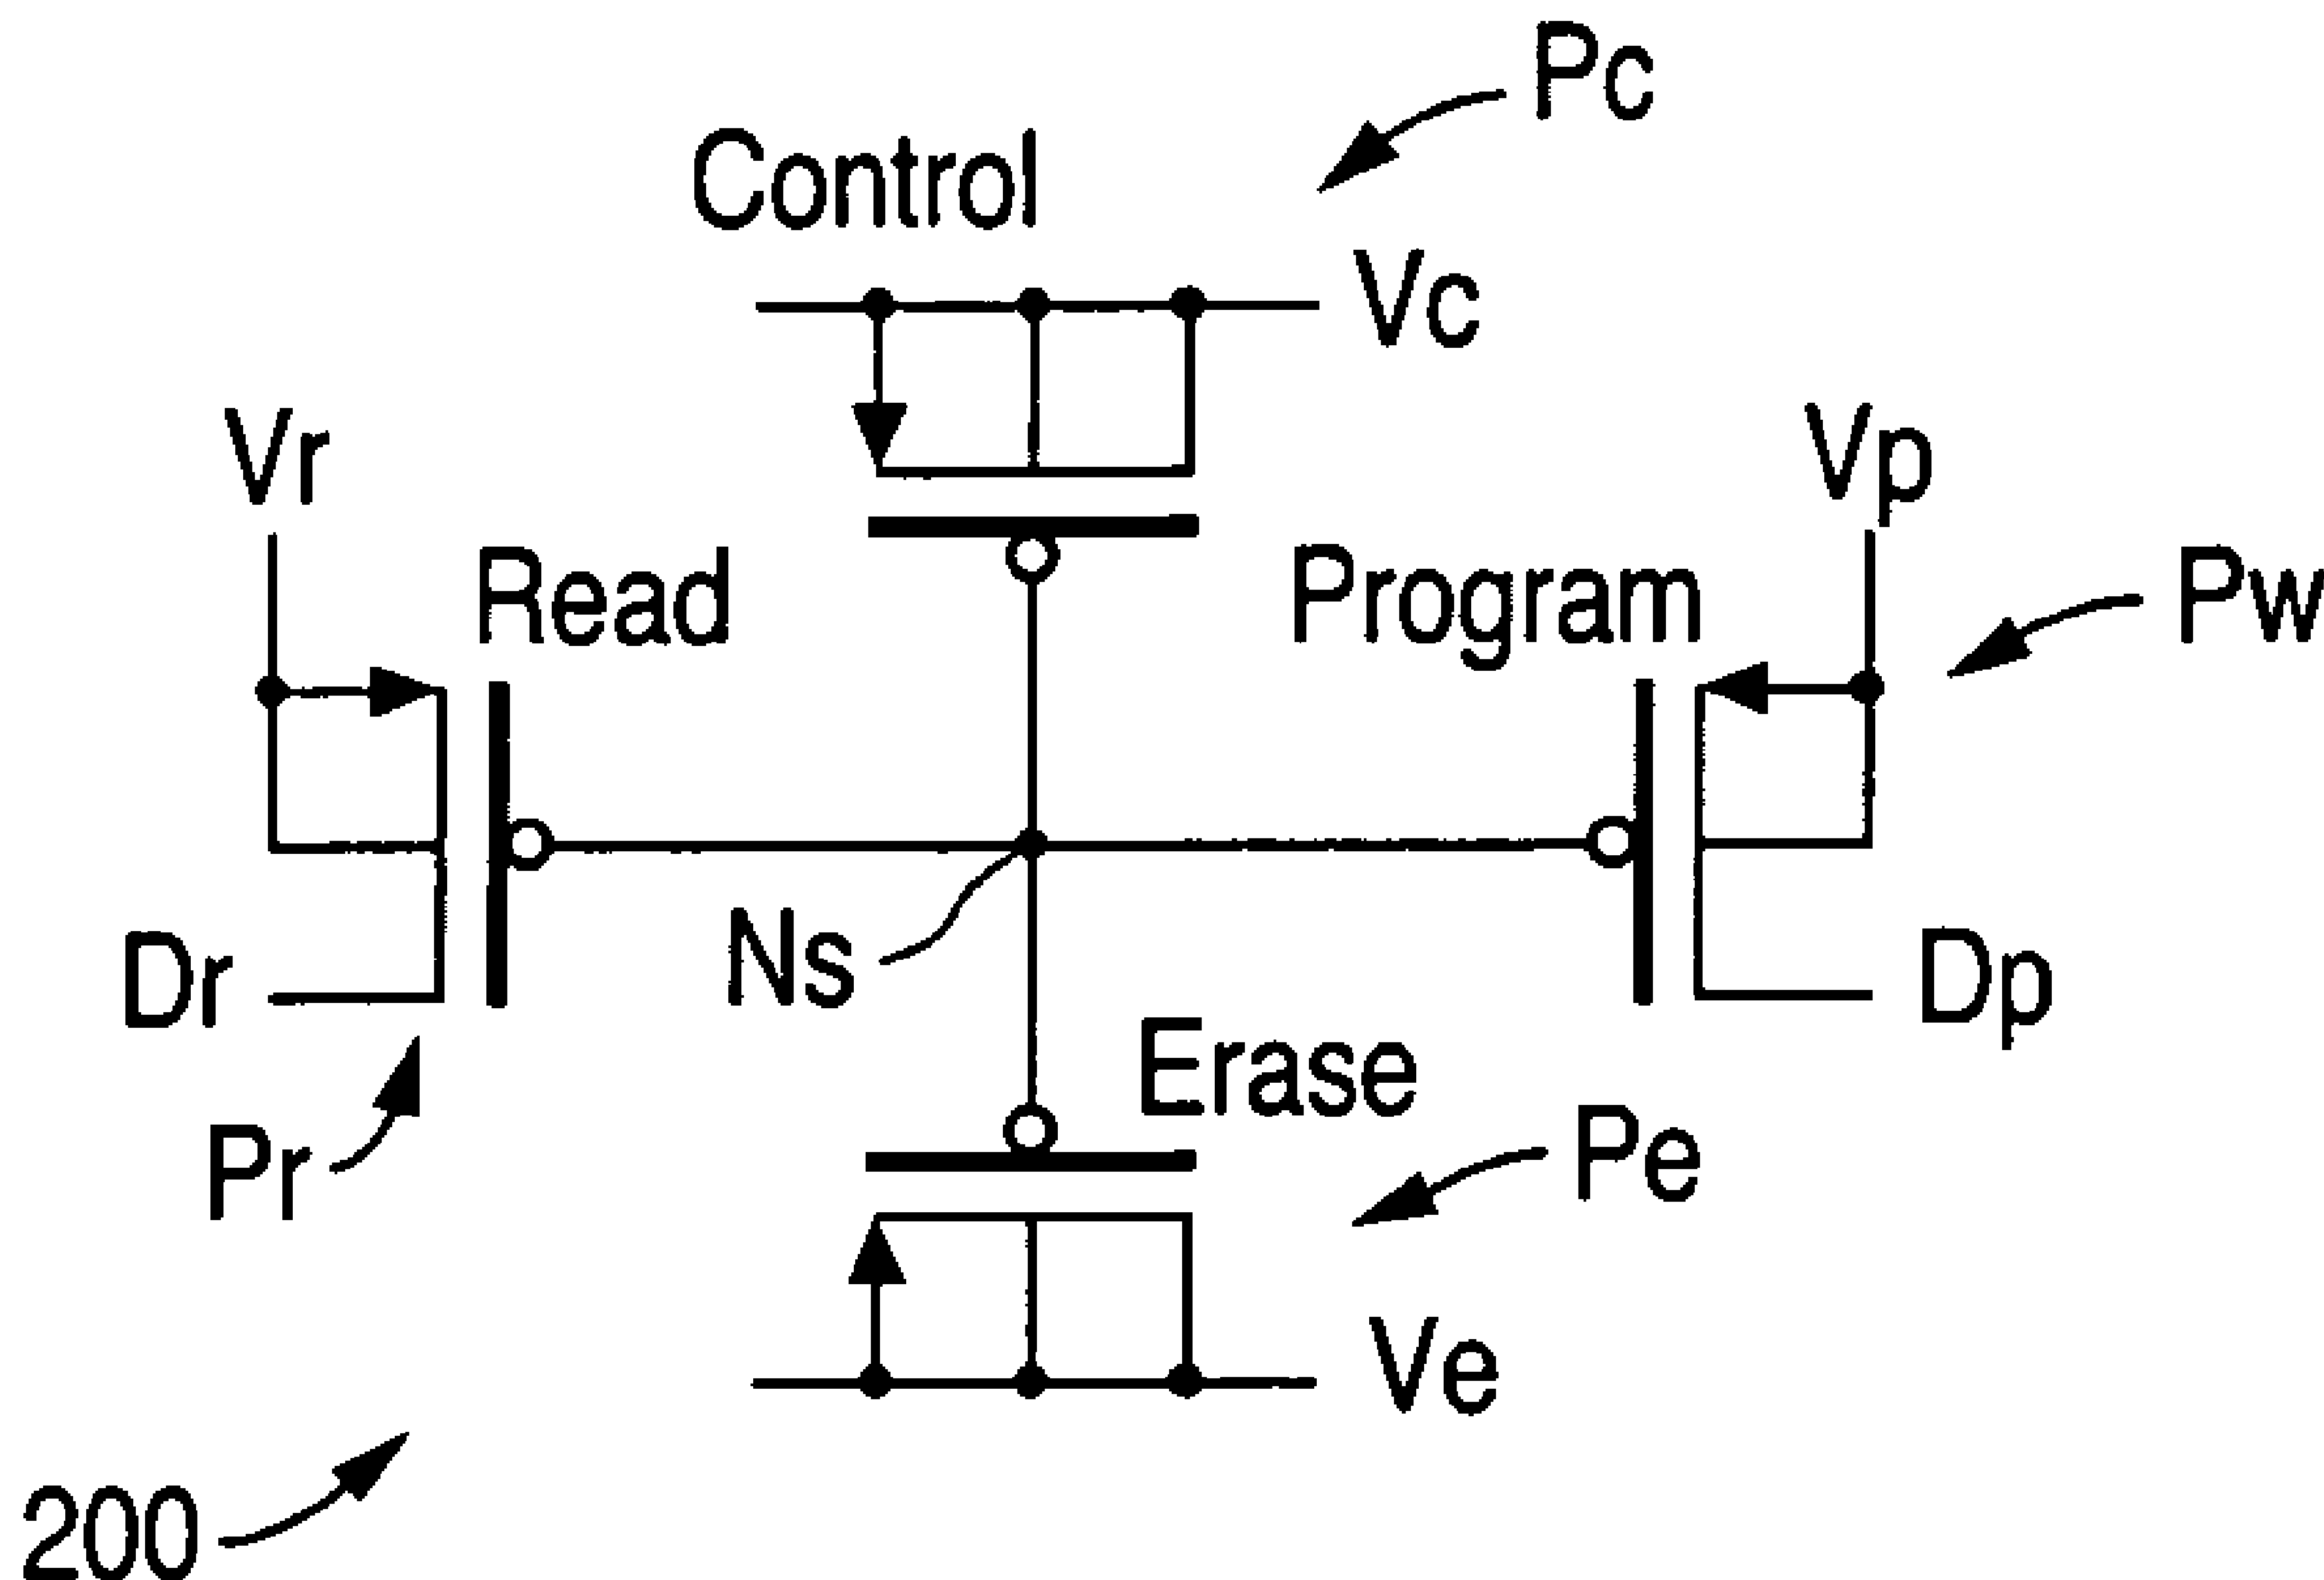 Pc
Control
Vc
Vr
Vp
Read
Program
Pw
Ns
Dr
Dp
Erase
Pr
Pe
Ve
200